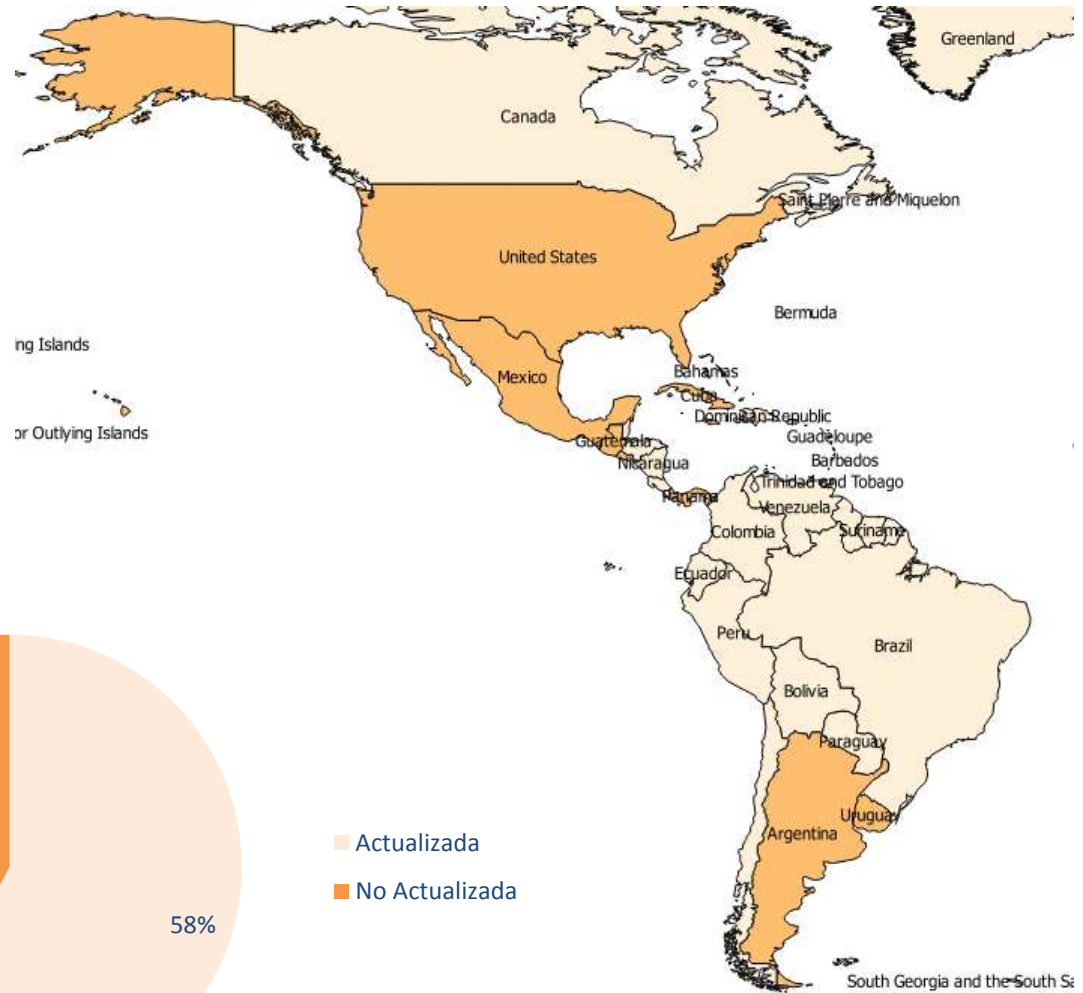 Greenland
Canada
Saint Pierre and Miquelon
United States
Bermuda
ing Islands
Mexico
Bahamas
Cuba
Dominican Republic
or Outlying Islands
Guadeloupe
Guatemala
Barbados
Nicaragua
Trinidad and Tobago
Panama
Venezuela
Colombia
Suriname
Ecuador
Peru
Brazil
Bolivia
Paraguay
Uruguay
Argentina
Actualizada
No Actualizada
58%
South Georgia and the South Sa